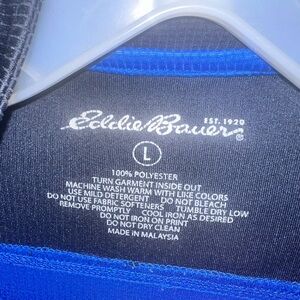 EST. 1920
Eddie Bauer®
L
100% POLYESTER
TURN GARMENT INSIDE OUT
MACHINE WASH WARM WITH LIKE COLORS
USE MILD DETERGENT DO NOT BLEACH
DO NOT USE FABRIC SOFTENERS TUMBLE DRY LOW
REMOVE PROMPTLY COOL IRON AS DESIRED
DO NOT IRON ON PRINT
DO NOT DRY CLEAN
MADE IN MALAYSIA